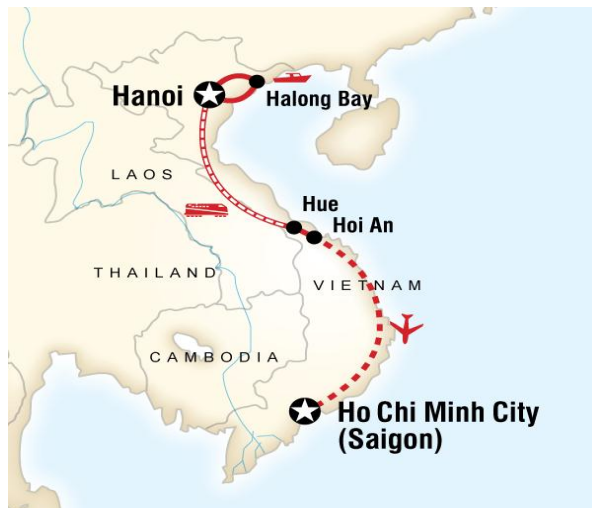 Hanoi
Halong Bay
LAOS
Hue
Hoi An
THAILAND
VIETNAM
CAMBODIA
Ho Chi Minh City
(Saigon)